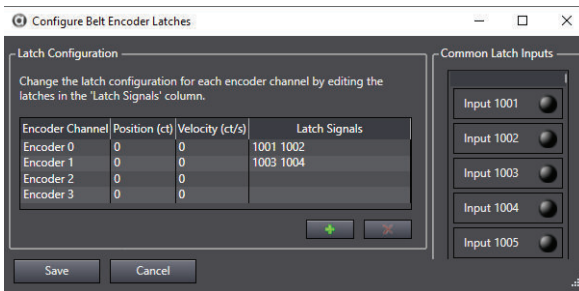 Configure Belt Encoder Latches
Latch Configuration
Change the latch configuration for each encoder channel by editing the
latches in the 'Latch Signals' column.
Encoder Channel Position (ct) Velocity (ct/s) Latch Signals
Encoder 0 0 0 1001 1002
Encoder 1 0 0 1003 1004
Encoder 2 0 0
Encoder 3 0 0
Save Cancel
Common Latch Inputs
Input 1001
Input 1002
Input 1003
Input 1004
Input 1005